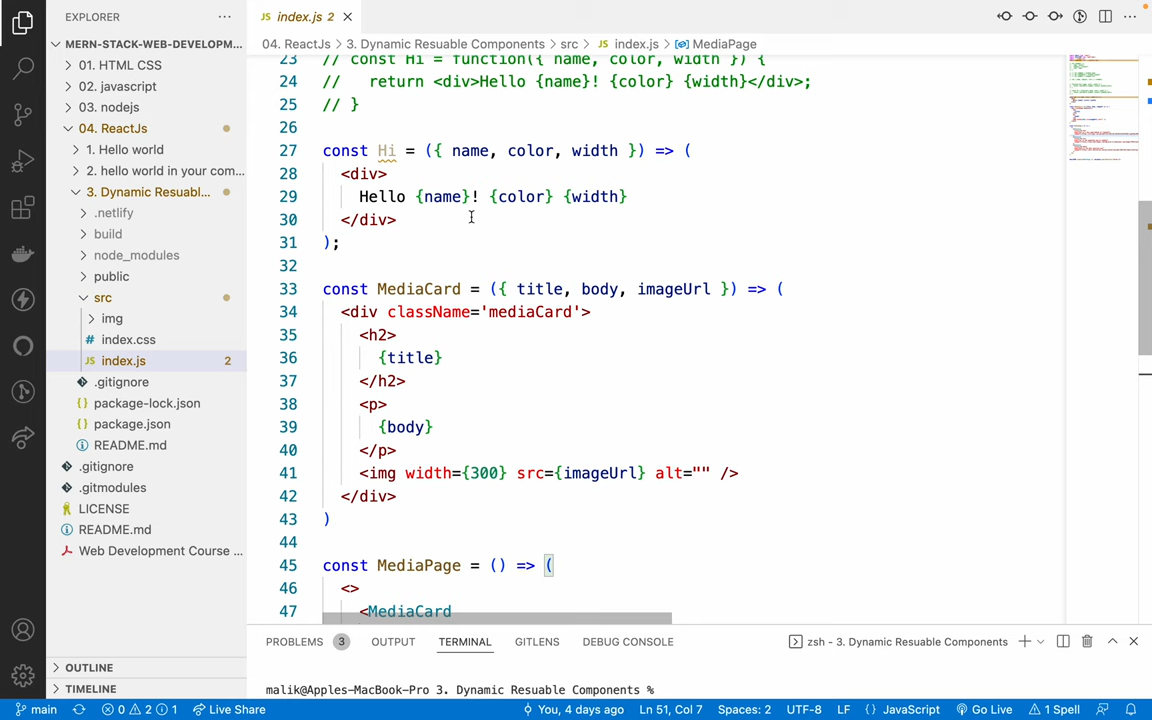 EXPLORER
index.js 2
MERN-STACK-WEB-DEVELOPM...
01. HTML CSS
02. javascript
03. nodejs
04. ReactJs
1. Hello world
2. hello world in your com...
3. Dynamic Resuabl...
.netlify
build
node_modules
public
src
img
index.css
index.js 2
.gitignore
package-lock.json
package.json
README.md
.gitignore
.gitmodules
LICENSE
README.md
Web Development Course ...
OUTLINE
TIMELINE
04. ReactJs > 3. Dynamic Resuable Components > src > JS index.js > MediaPage
23 // const Hi = function({ name, color, width }) {
24 //   return <div>Hello {name}! {color} {width}</div>;
25 // }
26
27 const Hi = ({ name, color, width }) => (
28   <div>
29     Hello {name}! {color} {width}
30   </div>
31 );
32
33 const MediaCard = ({ title, body, imageUrl }) => (
34   <div className='mediaCard'>
35     <h2>
36       {title}
37     </h2>
38     <p>
39       {body}
40     </p>
41     <img width={300} src={imageUrl} alt="" />
42   </div>
43 )
44
45 const MediaPage = () => (
46   <>
47     <MediaCard
PROBLEMS 3 OUTPUT TERMINAL GITLENS DEBUG CONSOLE zsh - 3. Dynamic Resuable Components
malik@Apples-MacBook-Pro 3. Dynamic Resuable Components %
main 0 2 1 Live Share You, 4 days ago Ln 51, Col 7 Spaces: 2 UTF-8 LF {} JavaScript Go Live 1 Spell